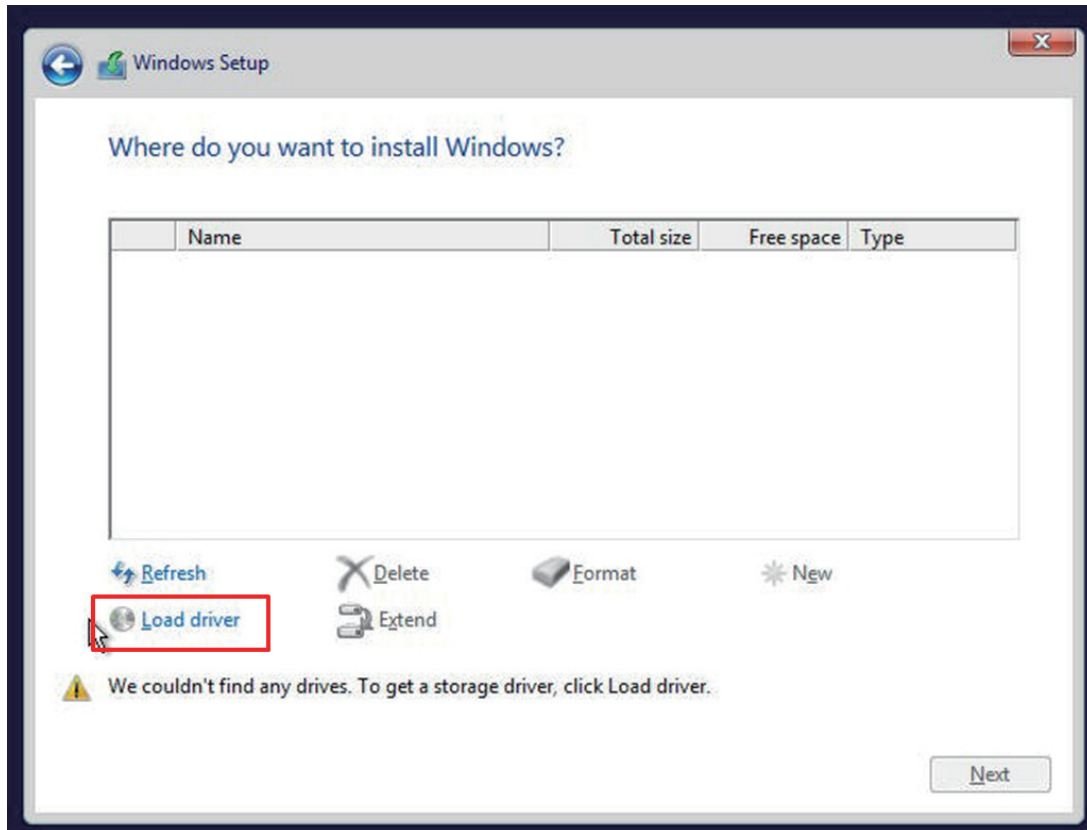 Windows Setup
Where do you want to install Windows?
Name Total size Free space Type
Refresh Delete Format New
Load driver Extend
We couldn't find any drives. To get a storage driver, click Load driver.
Next